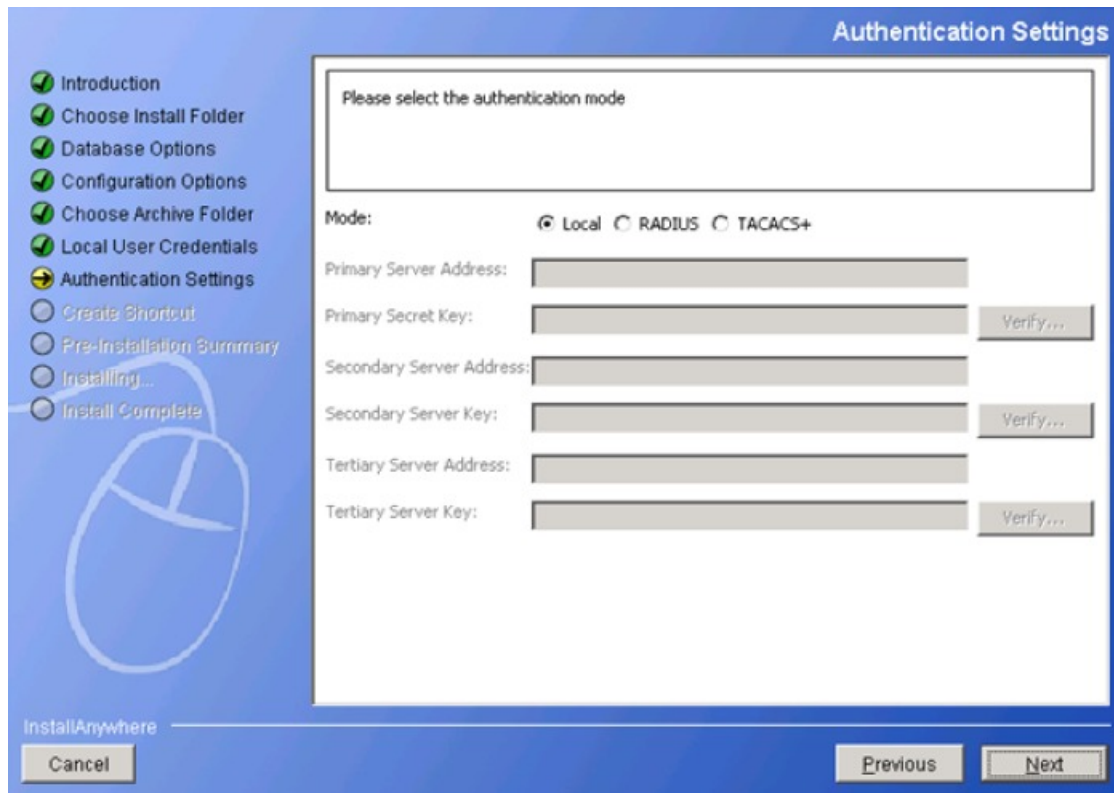 Authentication Settings
Introduction
Choose Install Folder
Database Options
Configuration Options
Choose Archive Folder
Local User Credentials
Authentication Settings
Create Shortcut
Pre-Installation Summary
Installing...
Install Complete
Please select the authentication mode
Mode: Local RADIUS TACACS+
Primary Server Address:
Primary Secret Key: Verify...
Secondary Server Address:
Secondary Server Key: Verify...
Tertiary Server Address:
Tertiary Server Key: Verify...
InstallAnywhere
Cancel Previous Next